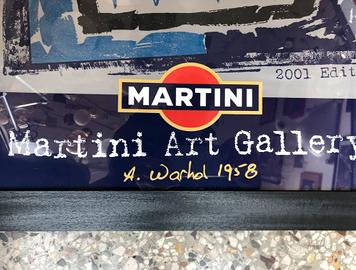 2001 Edit
MARTINI
Martini Art Gallery
A. Warhol 1958